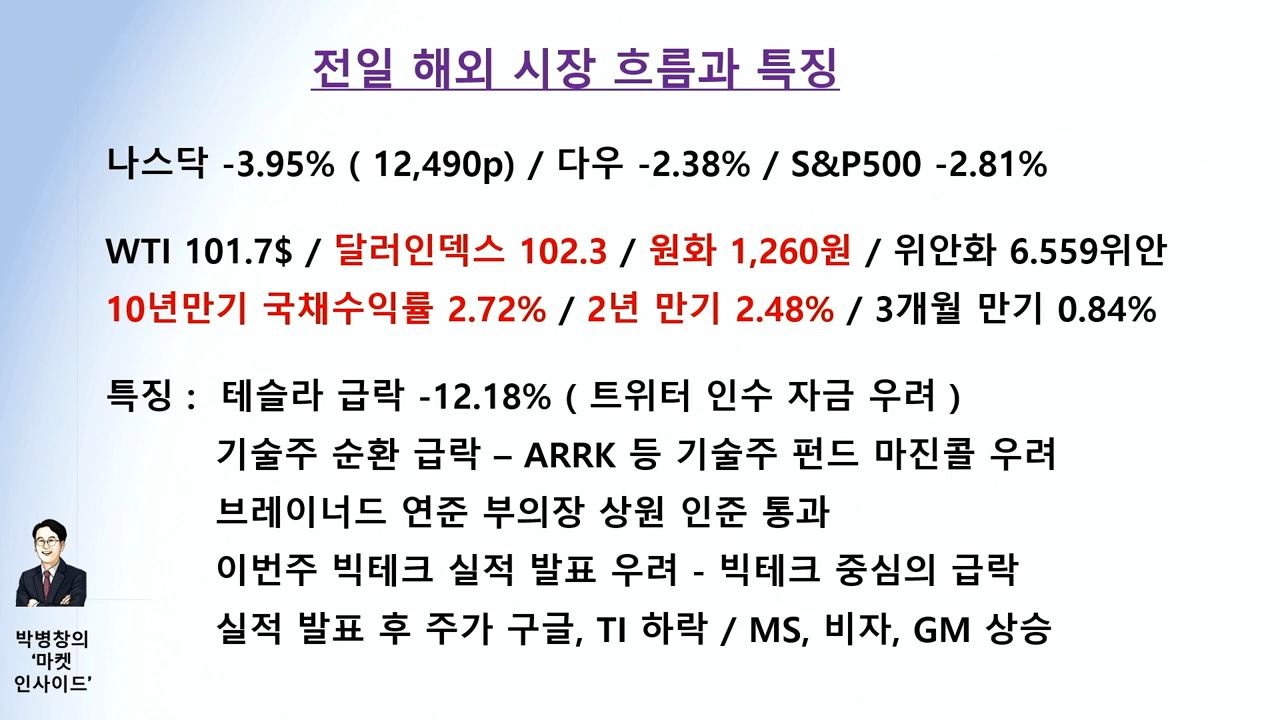 전일 해외 시장 흐름과 특징
나스닥 -3.95% ( 12,490p) / 다우 -2.38% / S&P500 -2.81%
WTI 101.7$ / 달러인덱스 102.3 / 원화 1,260원 / 위안화 6.559위안
10년만기 국채수익률 2.72% / 2년 만기 2.48% / 3개월 만기 0.84%
특징 : 테슬라 급락 -12.18% ( 트위터 인수 자금 우려 )
기술주 순환 급락 – ARRK 등 기술주 펀드 마진콜 우려
브레이너드 연준 부의장 상원 인준 통과
이번주 빅테크 실적 발표 우려 - 빅테크 중심의 급락
실적 발표 후 주가 구글, TI 하락 / MS, 비자, GM 상승
박병창의
‘마켓
인사이드’